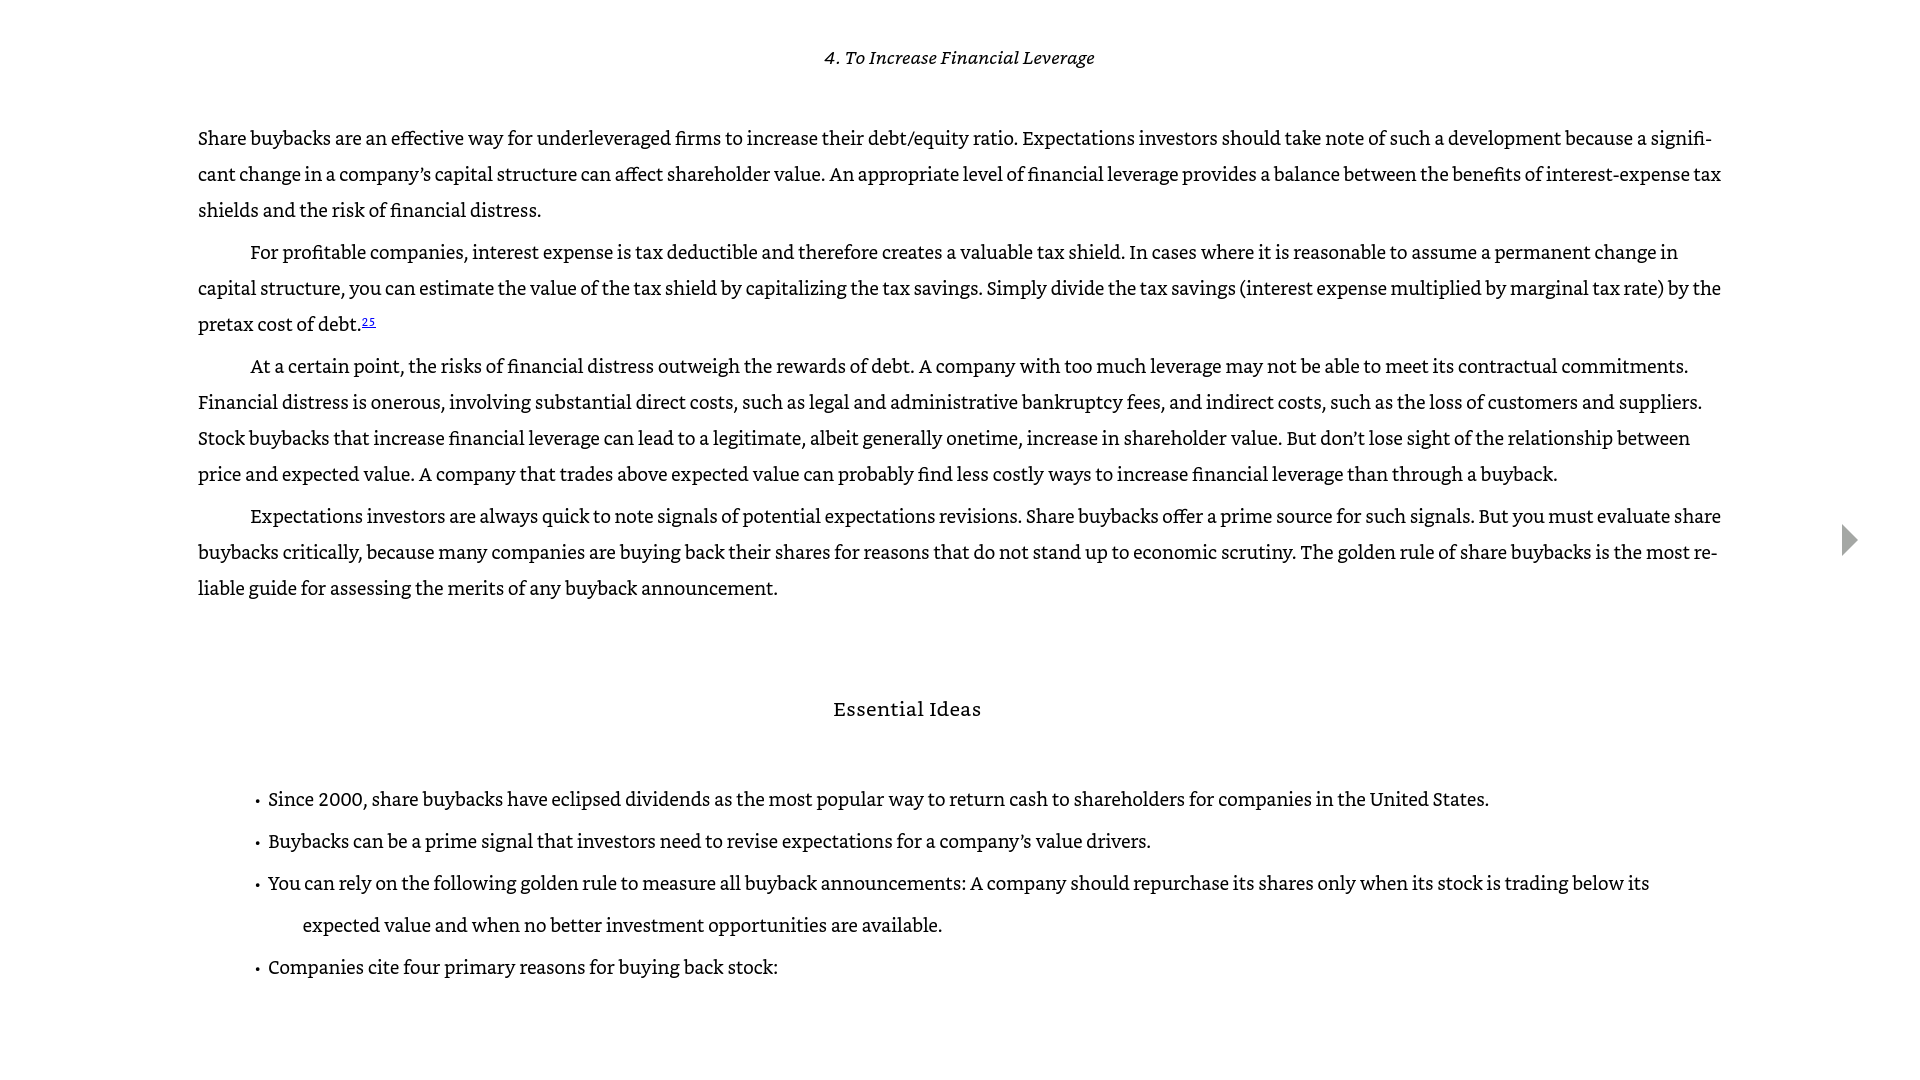 4. To Increase Financial Leverage
Share buybacks are an effective way for underleveraged firms to increase their debt/equity ratio. Expectations investors should take note of such a development because a signifi-
cant change in a company’s capital structure can affect shareholder value. An appropriate level of financial leverage provides a balance between the benefits of interest-expense tax
shields and the risk of financial distress.
For profitable companies, interest expense is tax deductible and therefore creates a valuable tax shield. In cases where it is reasonable to assume a permanent change in
capital structure, you can estimate the value of the tax shield by capitalizing the tax savings. Simply divide the tax savings (interest expense multiplied by marginal tax rate) by the
pretax cost of debt.25
At a certain point, the risks of financial distress outweigh the rewards of debt. A company with too much leverage may not be able to meet its contractual commitments.
Financial distress is onerous, involving substantial direct costs, such as legal and administrative bankruptcy fees, and indirect costs, such as the loss of customers and suppliers.
Stock buybacks that increase financial leverage can lead to a legitimate, albeit generally onetime, increase in shareholder value. But don’t lose sight of the relationship between
price and expected value. A company that trades above expected value can probably find less costly ways to increase financial leverage than through a buyback.
Expectations investors are always quick to note signals of potential expectations revisions. Share buybacks offer a prime source for such signals. But you must evaluate share
buybacks critically, because many companies are buying back their shares for reasons that do not stand up to economic scrutiny. The golden rule of share buybacks is the most re-
liable guide for assessing the merits of any buyback announcement.
Essential Ideas
• Since 2000, share buybacks have eclipsed dividends as the most popular way to return cash to shareholders for companies in the United States.
• Buybacks can be a prime signal that investors need to revise expectations for a company’s value drivers.
• You can rely on the following golden rule to measure all buyback announcements: A company should repurchase its shares only when its stock is trading below its
expected value and when no better investment opportunities are available.
• Companies cite four primary reasons for buying back stock: